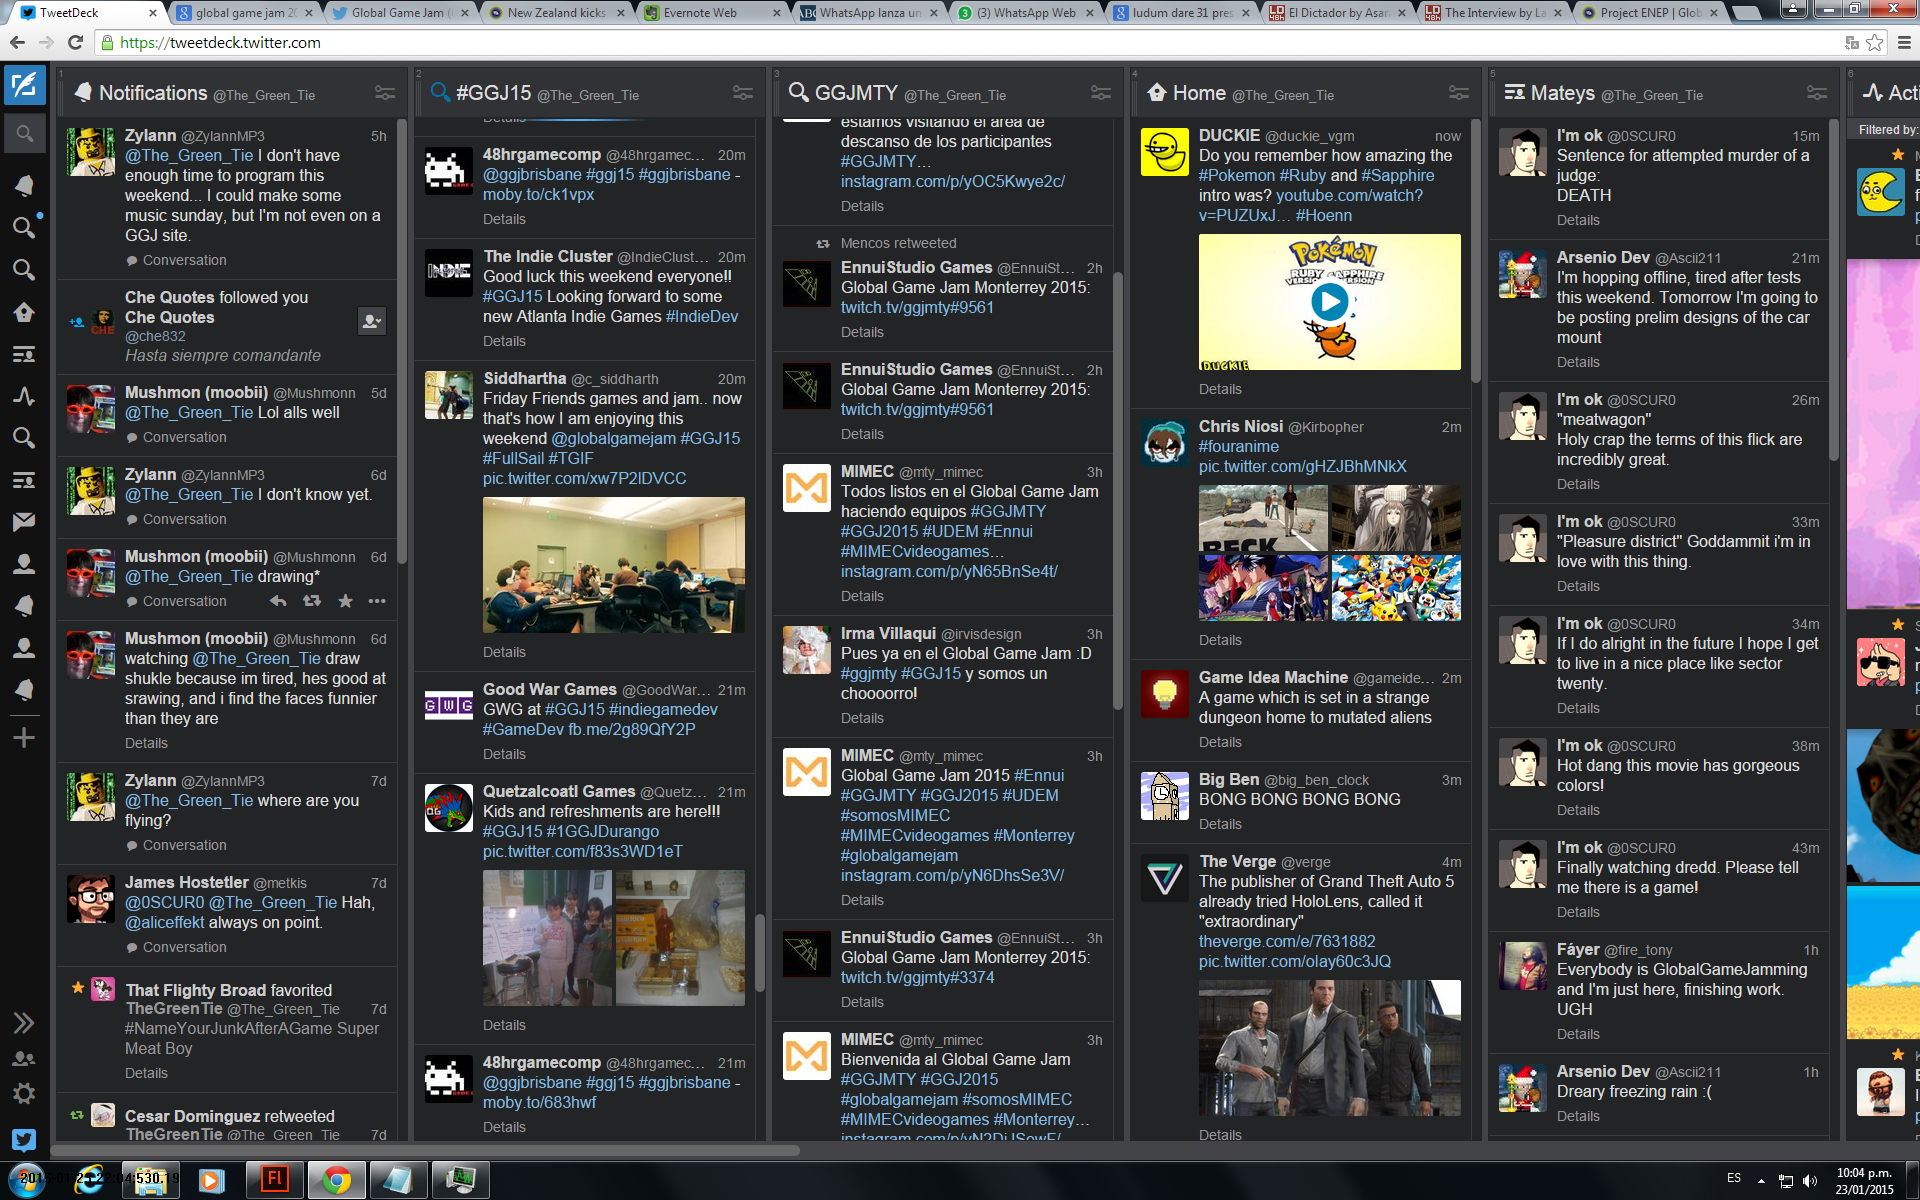 TweetDeck
global game jam 20
Global Game Jam (
New Zealand kicks
Evernote Web
WhatsApp lanza un
(3) WhatsApp Web
ludum dare 31 pres
El Dictador by Asar
The Interview by La
Project ENEP | Glob
https://tweetdeck.twitter.com
1
Notifications @The_Green_Tie
Zylann @ZylannMP3 5h
@The_Green_Tie I don't have
enough time to program this
weekend... I could make some
music sunday, but I'm not even on a
GGJ site.
Conversation
Che Quotes followed you
Che Quotes
@che832
Hasta siempre comandante
Mushmon (moobii) @Mushmonn 5d
@The_Green_Tie Lol alls well
Conversation
Zylann @ZylannMP3 6d
@The_Green_Tie I don't know yet.
Conversation
Mushmon (moobii) @Mushmonn 6d
@The_Green_Tie drawing*
Conversation
Mushmon (moobii) @Mushmonn 6d
watching @The_Green_Tie draw
shukle because im tired, hes good at
srawing, and i find the faces funnier
than they are
Details
Zylann @ZylannMP3 7d
@The_Green_Tie where are you
flying?
Conversation
James Hostetler @metkis 7d
@0SCUR0 @The_Green_Tie Hah,
@aliceffekt always on point.
Conversation
That Flighty Broad favorited
TheGreenTie @The_Green_Tie 7d
#NameYourJunkAfterAGame Super
Meat Boy
Details
Cesar Dominguez retweeted
TheGreenTie @The_Green_Tie 7d
2
#GGJ15 @The_Green_Tie
Details
48hrgamecomp @48hrgamec... 20m
@ggjbrisbane #ggj15 #ggjbrisbane -
moby.to/ck1vpx
Details
The Indie Cluster @IndieClust... 20m
Good luck this weekend everyone!!
#GGJ15 Looking forward to some
new Atlanta Indie Games #IndieDev
Details
Siddhartha @c_siddharth 20m
Friday Friends games and jam.. now
that's how I am enjoying this
weekend @globalgamejam #GGJ15
#FullSail #TGIF
pic.twitter.com/xw7P2lDVCC
Details
Good War Games @GoodWar... 21m
GWG at #GGJ15 #indiegamedev
#GameDev fb.me/2g89QfY2P
Details
Quetzalcoatl Games @Quetz... 21m
Kids and refreshments are here!!!
#GGJ15 #1GGJDurango
pic.twitter.com/f83s3WD1eT
Details
48hrgamecomp @48hrgamec... 21m
@ggjbrisbane #ggj15 #ggjbrisbane -
moby.to/683hwf
Details
3
GGJMTY @The_Green_Tie
estamos visitando el área de
descanso de los participantes
#GGJMTY…
instagram.com/p/yOC5Kwye2c/
Details
Mencos retweeted
EnnuiStudio Games @EnnuiSt... 2h
Global Game Jam Monterrey 2015:
twitch.tv/ggjmty#9561
Details
EnnuiStudio Games @EnnuiSt... 2h
Global Game Jam Monterrey 2015:
twitch.tv/ggjmty#9561
Details
MIMEC @mty_mimec 3h
Todos listos en el Global Game Jam
haciendo equipos #GGJMTY
#GGJ2015 #UDEM #Ennui
#MIMECvideogames…
instagram.com/p/yN65BnSe4t/
Details
Irma Villaqui @irvisdesign 3h
Pues ya en el Global Game Jam :D
#ggjmty #GGJ15 y somos un
choooorro!
Details
MIMEC @mty_mimec 3h
Global Game Jam 2015 #Ennui
#GGJMTY #GGJ2015 #UDEM
#somosMIMEC
#MIMECvideogames #Monterrey
#globalgamejam
instagram.com/p/yN6DhsSe3V/
Details
EnnuiStudio Games @EnnuiSt... 3h
Global Game Jam Monterrey 2015:
twitch.tv/ggjmty#3374
Details
MIMEC @mty_mimec 3h
Bienvenida al Global Game Jam
#GGJMTY #GGJ2015
#globalgamejam #somosMIMEC
#MIMECvideogames #Monterrey…
4
Home @The_Green_Tie
DUCKIE @duckie_vgm now
Do you remember how amazing the
#Pokemon #Ruby and #Sapphire
intro was? youtube.com/watch?
v=PUZUxJ… #Hoenn
POKéMON
RUBY SAPPHIRE
DUCKIE
Details
Chris Niosi @Kirbopher 2m
#fouranime
pic.twitter.com/gHZJBhMNkX
BECK
Details
Game Idea Machine @gameide... 2m
A game which is set in a strange
dungeon home to mutated aliens
Details
Big Ben @big_ben_clock 3m
BONG BONG BONG BONG
Details
The Verge @verge 4m
The publisher of Grand Theft Auto 5
already tried HoloLens, called it
"extraordinary"
theverge.com/e/7631882
pic.twitter.com/olay60c3JQ
Details
5
Mateys @The_Green_Tie
I'm ok @0SCUR0 15m
Sentence for attempted murder of a
judge:
DEATH
Details
Arsenio Dev @Ascii211 21m
I'm hopping offline, tired after tests
this weekend. Tomorrow I'm going to
be posting prelim designs of the car
mount
Details
I'm ok @0SCUR0 26m
"meatwagon"
Holy crap the terms of this flick are
incredibly great.
Details
I'm ok @0SCUR0 33m
"Pleasure district" Goddammit i'm in
love with this thing.
Details
I'm ok @0SCUR0 34m
If I do alright in the future I hope I get
to live in a nice place like sector
twenty.
Details
I'm ok @0SCUR0 38m
Hot dang this movie has gorgeous
colors!
Details
I'm ok @0SCUR0 43m
Finally watching dredd. Please tell
me there is a game!
Details
Fáyer @fire_tony 1h
Everybody is GlobalGameJamming
and I'm just here, finishing work.
UGH
Details
Arsenio Dev @Ascii211 1h
Dreary freezing rain :(
Details
6
Acti
Filtered by:
ES
10:04 p.m.
23/01/2015